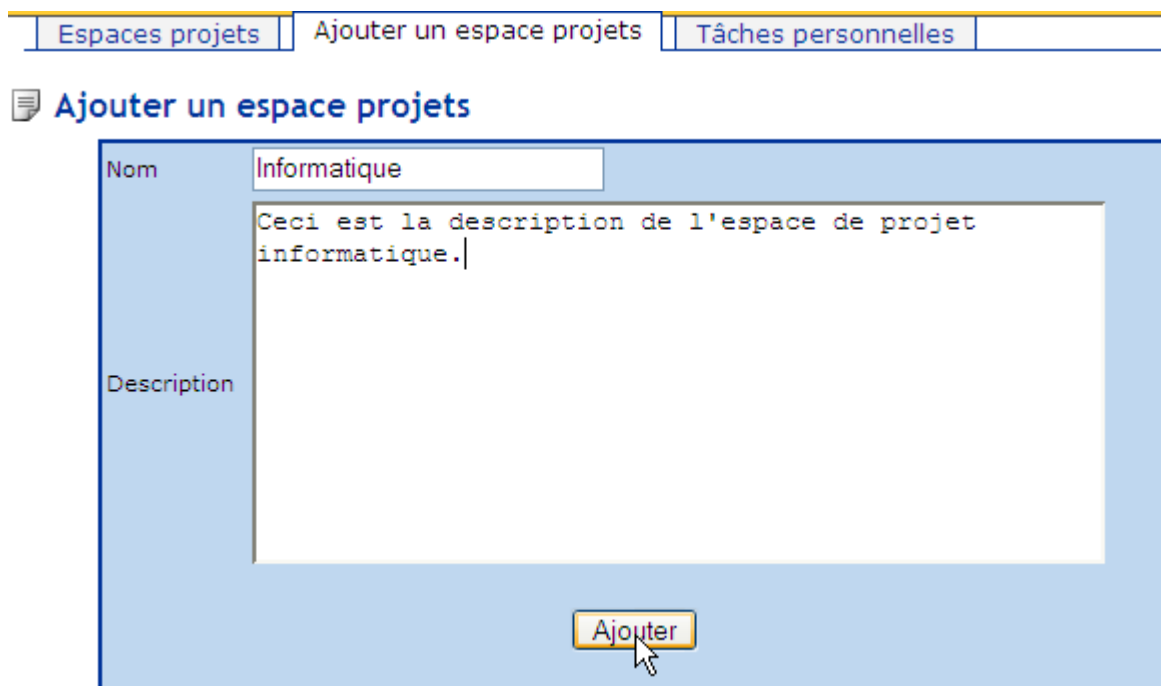 Espaces projets
Ajouter un espace projets
Tâches personnelles
Ajouter un espace projets
Nom
Informatique
Ceci est la description de l'espace de projet
informatique.
Description
Ajouter